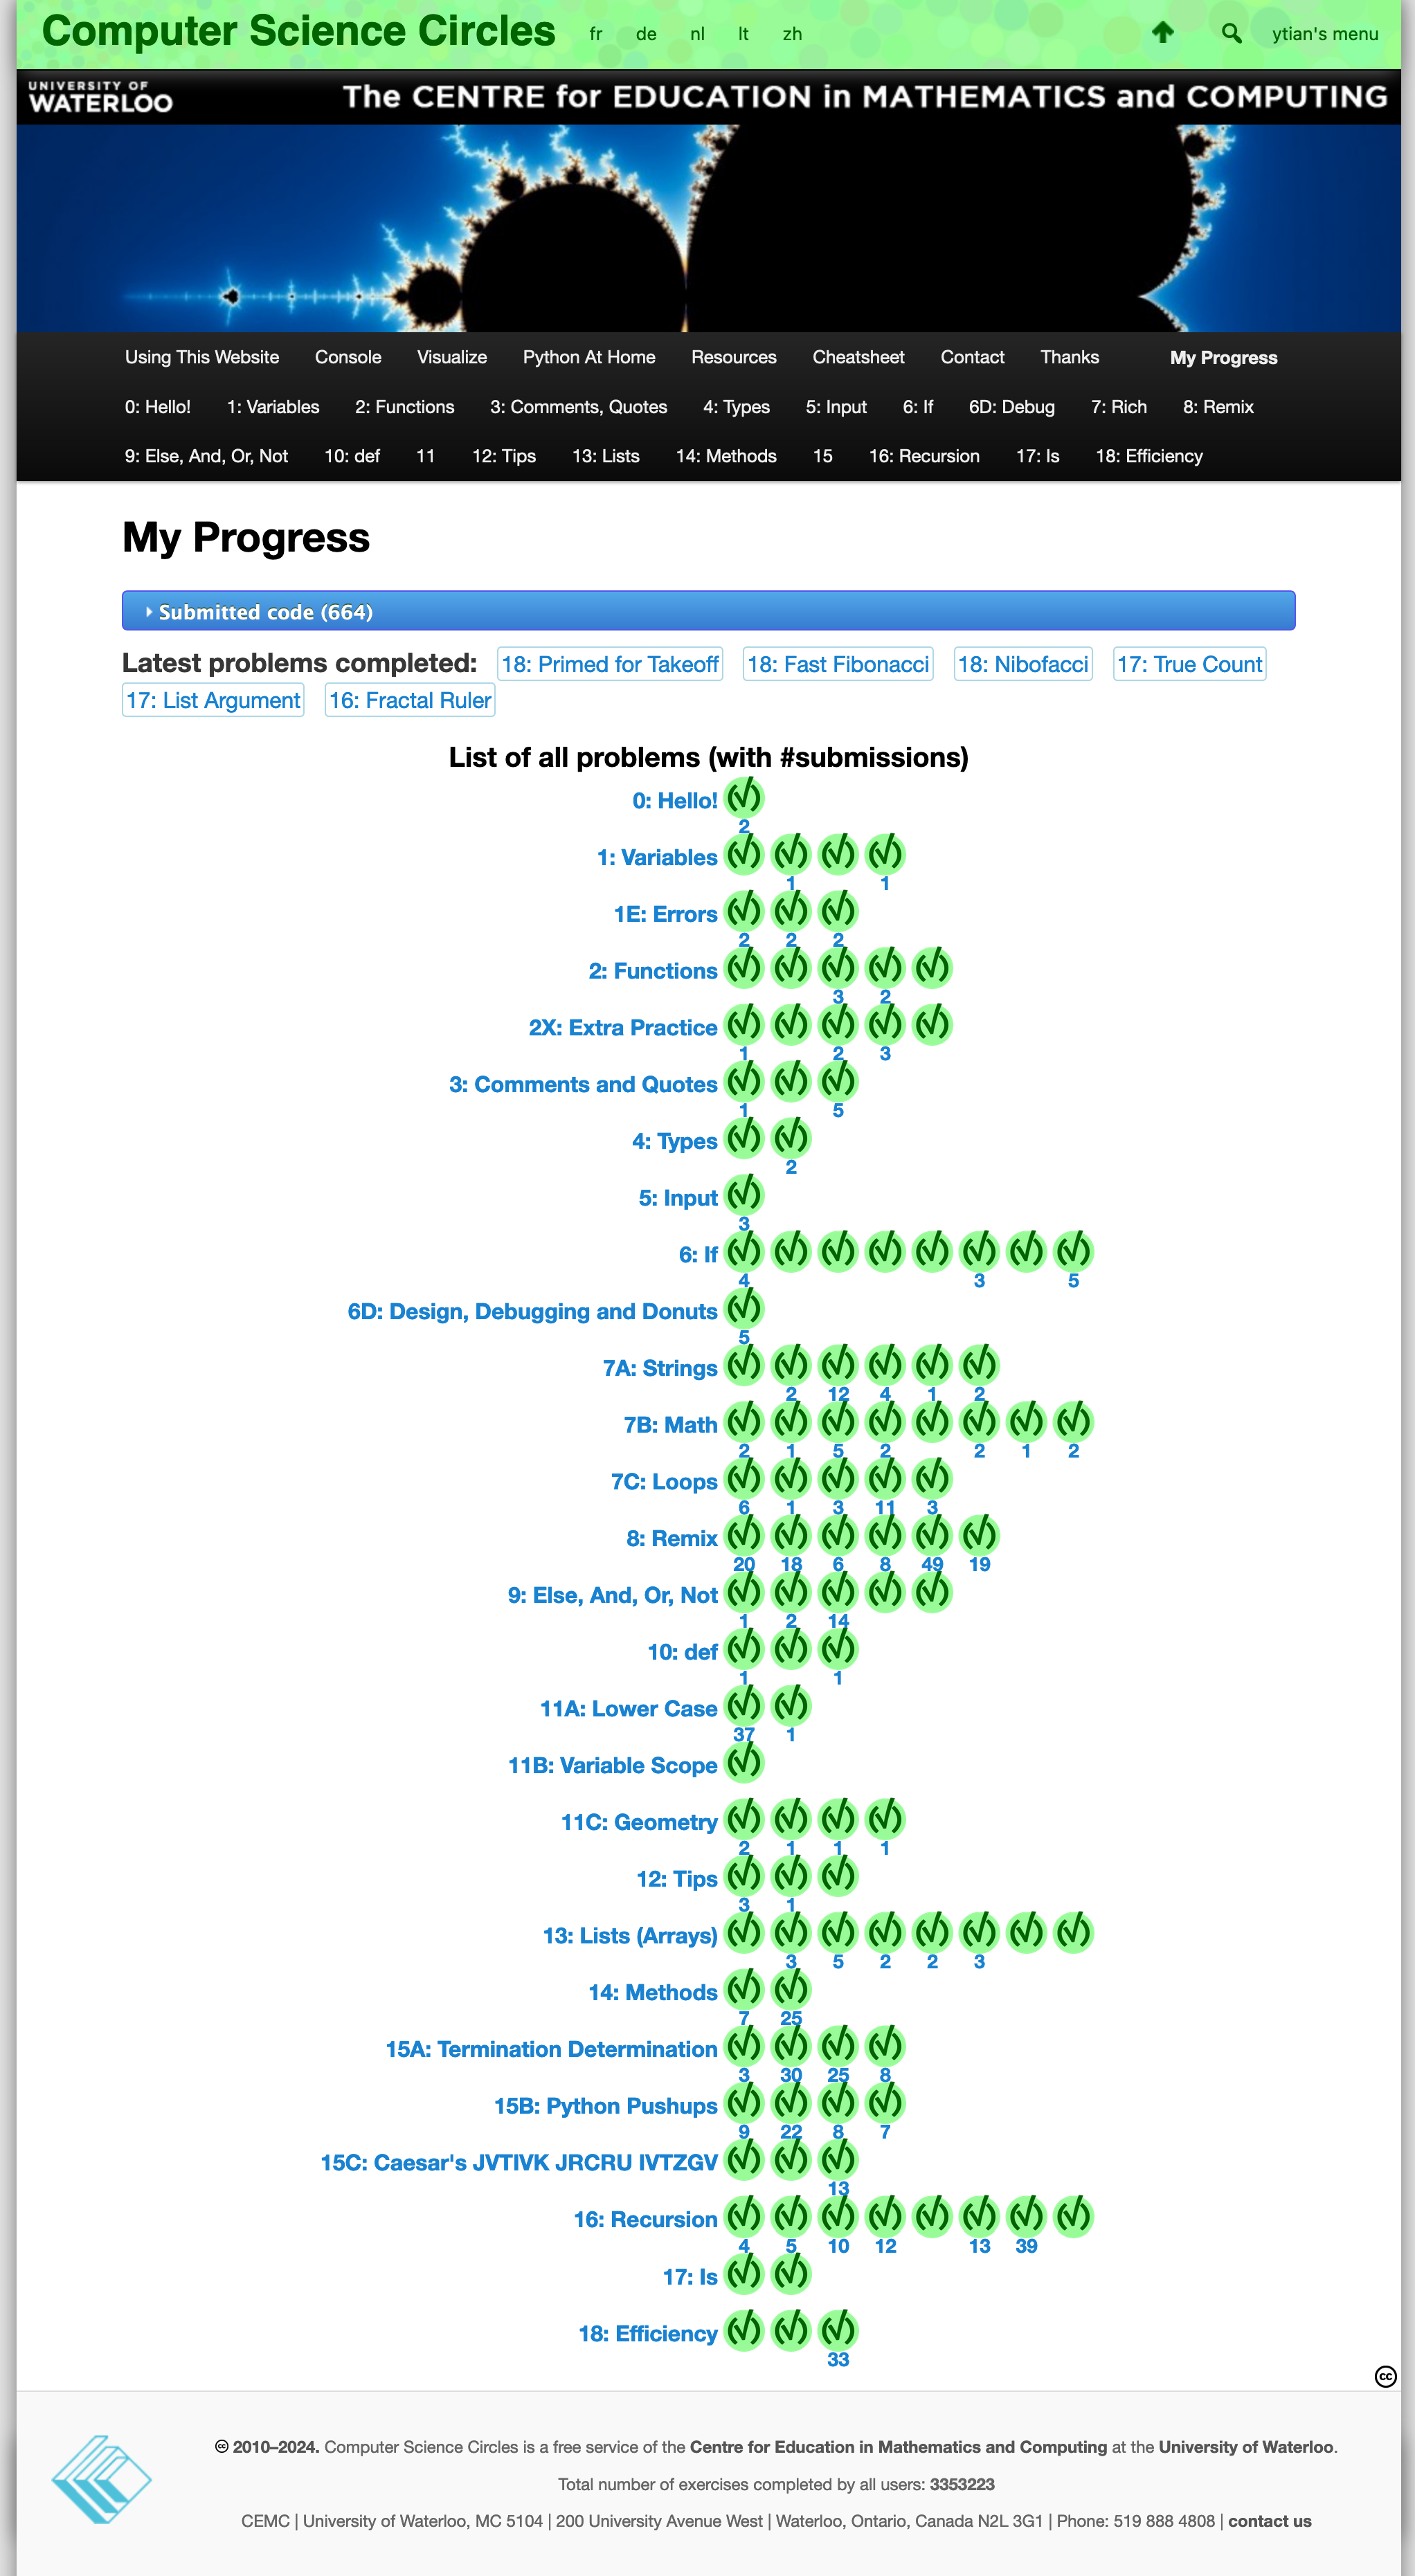 Computer Science Circles fr de nl lt zh ytian's menu
UNIVERSITY OF
WATERLOO
The CENTRE for EDUCATION in MATHEMATICS and COMPUTING
Using This Website Console Visualize Python At Home Resources Cheatsheet Contact Thanks My Progress
0: Hello! 1: Variables 2: Functions 3: Comments, Quotes 4: Types 5: Input 6: If 6D: Debug 7: Rich 8: Remix
9: Else, And, Or, Not 10: def 11 12: Tips 13: Lists 14: Methods 15 16: Recursion 17: Is 18: Efficiency
My Progress
Submitted code (664)
Latest problems completed: 18: Primed for Takeoff 18: Fast Fibonacci 18: Nibofacci 17: True Count
17: List Argument 16: Fractal Ruler
List of all problems (with #submissions)
0: Hello!
2
1: Variables
1 1
1E: Errors
2 2 2
2: Functions
3 2
2X: Extra Practice
1 2 3
3: Comments and Quotes
1 5
4: Types
2
5: Input
3
6: If
4 3 5
6D: Design, Debugging and Donuts
5
7A: Strings
2 12 4 1 2
7B: Math
2 1 5 2 2 1 2
7C: Loops
6 1 3 11 3
8: Remix
20 18 6 8 49 19
9: Else, And, Or, Not
1 2 14
10: def
1 1
11A: Lower Case
37 1
11B: Variable Scope
11C: Geometry
2 1 1 1
12: Tips
3 1
13: Lists (Arrays)
3 5 2 2 3
14: Methods
7 25
15A: Termination Determination
3 30 25 8
15B: Python Pushups
9 22 8 7
15C: Caesar's JVTIVK JRCRU IVTZGV
13
16: Recursion
4 5 10 12 13 39
17: Is
18: Efficiency
33
cc
cc 2010–2024. Computer Science Circles is a free service of the Centre for Education in Mathematics and Computing at the University of Waterloo.
Total number of exercises completed by all users: 3353223
CEMC | University of Waterloo, MC 5104 | 200 University Avenue West | Waterloo, Ontario, Canada N2L 3G1 | Phone: 519 888 4808 | contact us